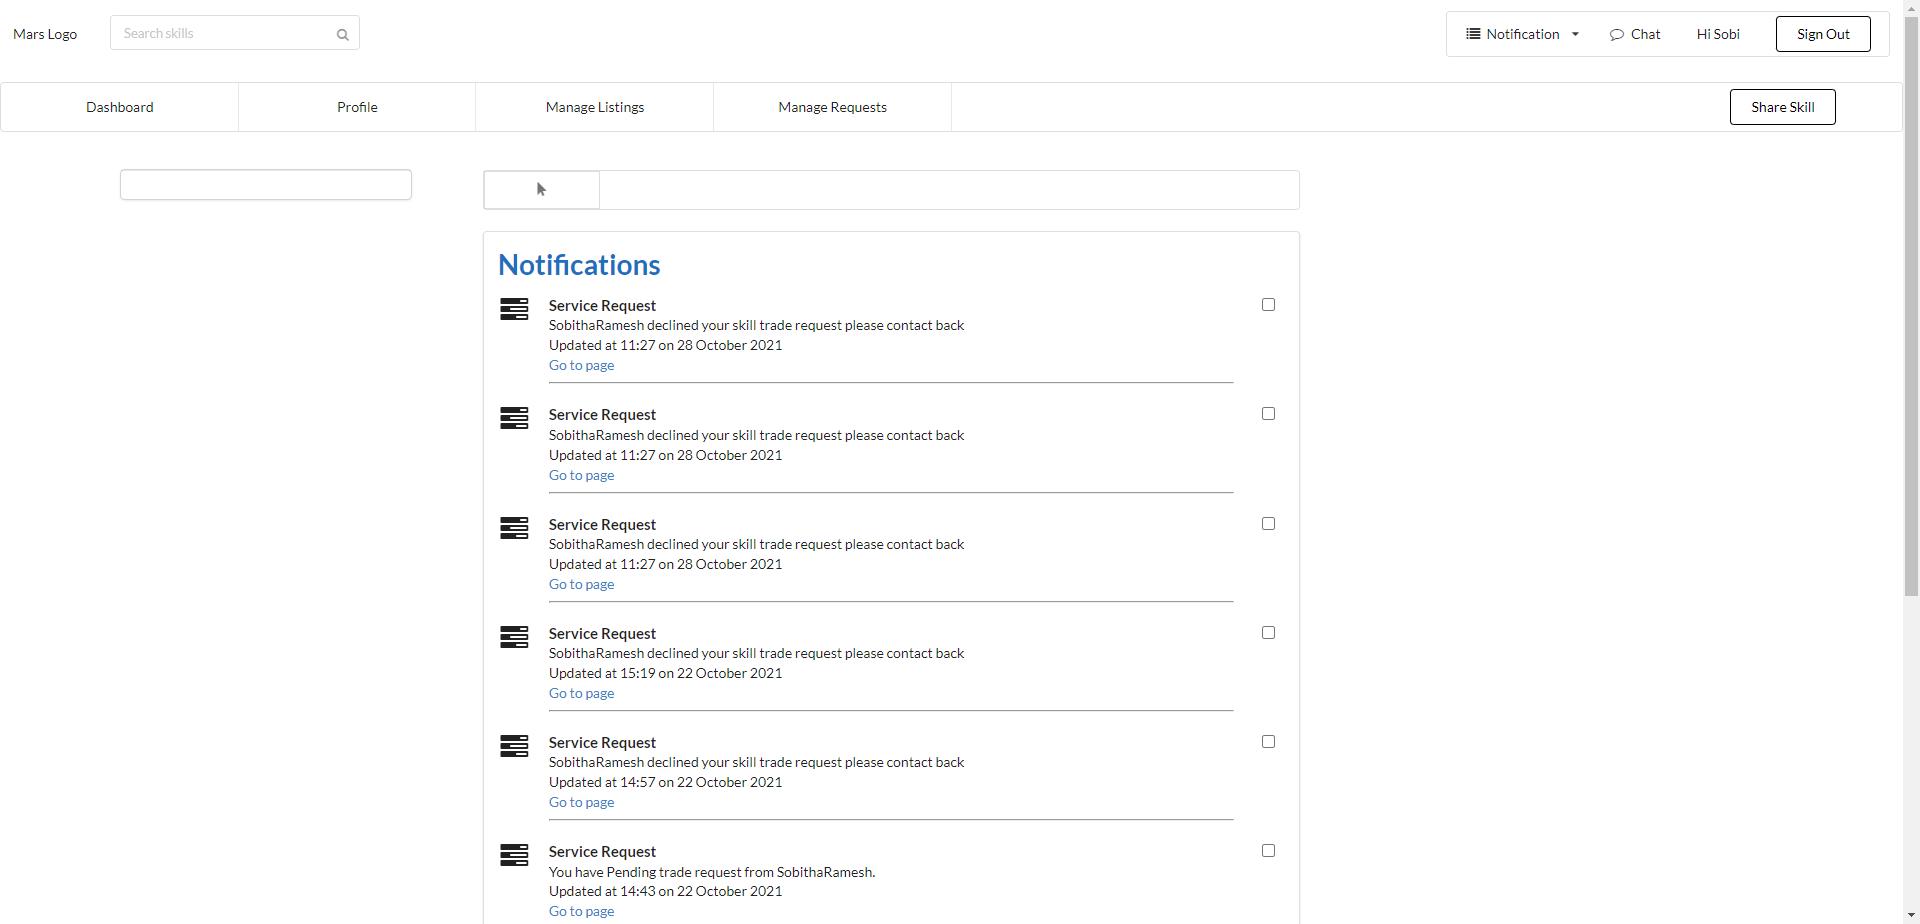 Mars Logo
Search skills
Notification
Chat
Hi Sobi
Sign Out
Dashboard
Profile
Manage Listings
Manage Requests
Share Skill
Notifications
Service Request
SobithaRamesh declined your skill trade request please contact back
Updated at 11:27 on 28 October 2021
Go to page
Service Request
SobithaRamesh declined your skill trade request please contact back
Updated at 11:27 on 28 October 2021
Go to page
Service Request
SobithaRamesh declined your skill trade request please contact back
Updated at 11:27 on 28 October 2021
Go to page
Service Request
SobithaRamesh declined your skill trade request please contact back
Updated at 15:19 on 22 October 2021
Go to page
Service Request
SobithaRamesh declined your skill trade request please contact back
Updated at 14:57 on 22 October 2021
Go to page
Service Request
You have Pending trade request from SobithaRamesh.
Updated at 14:43 on 22 October 2021
Go to page